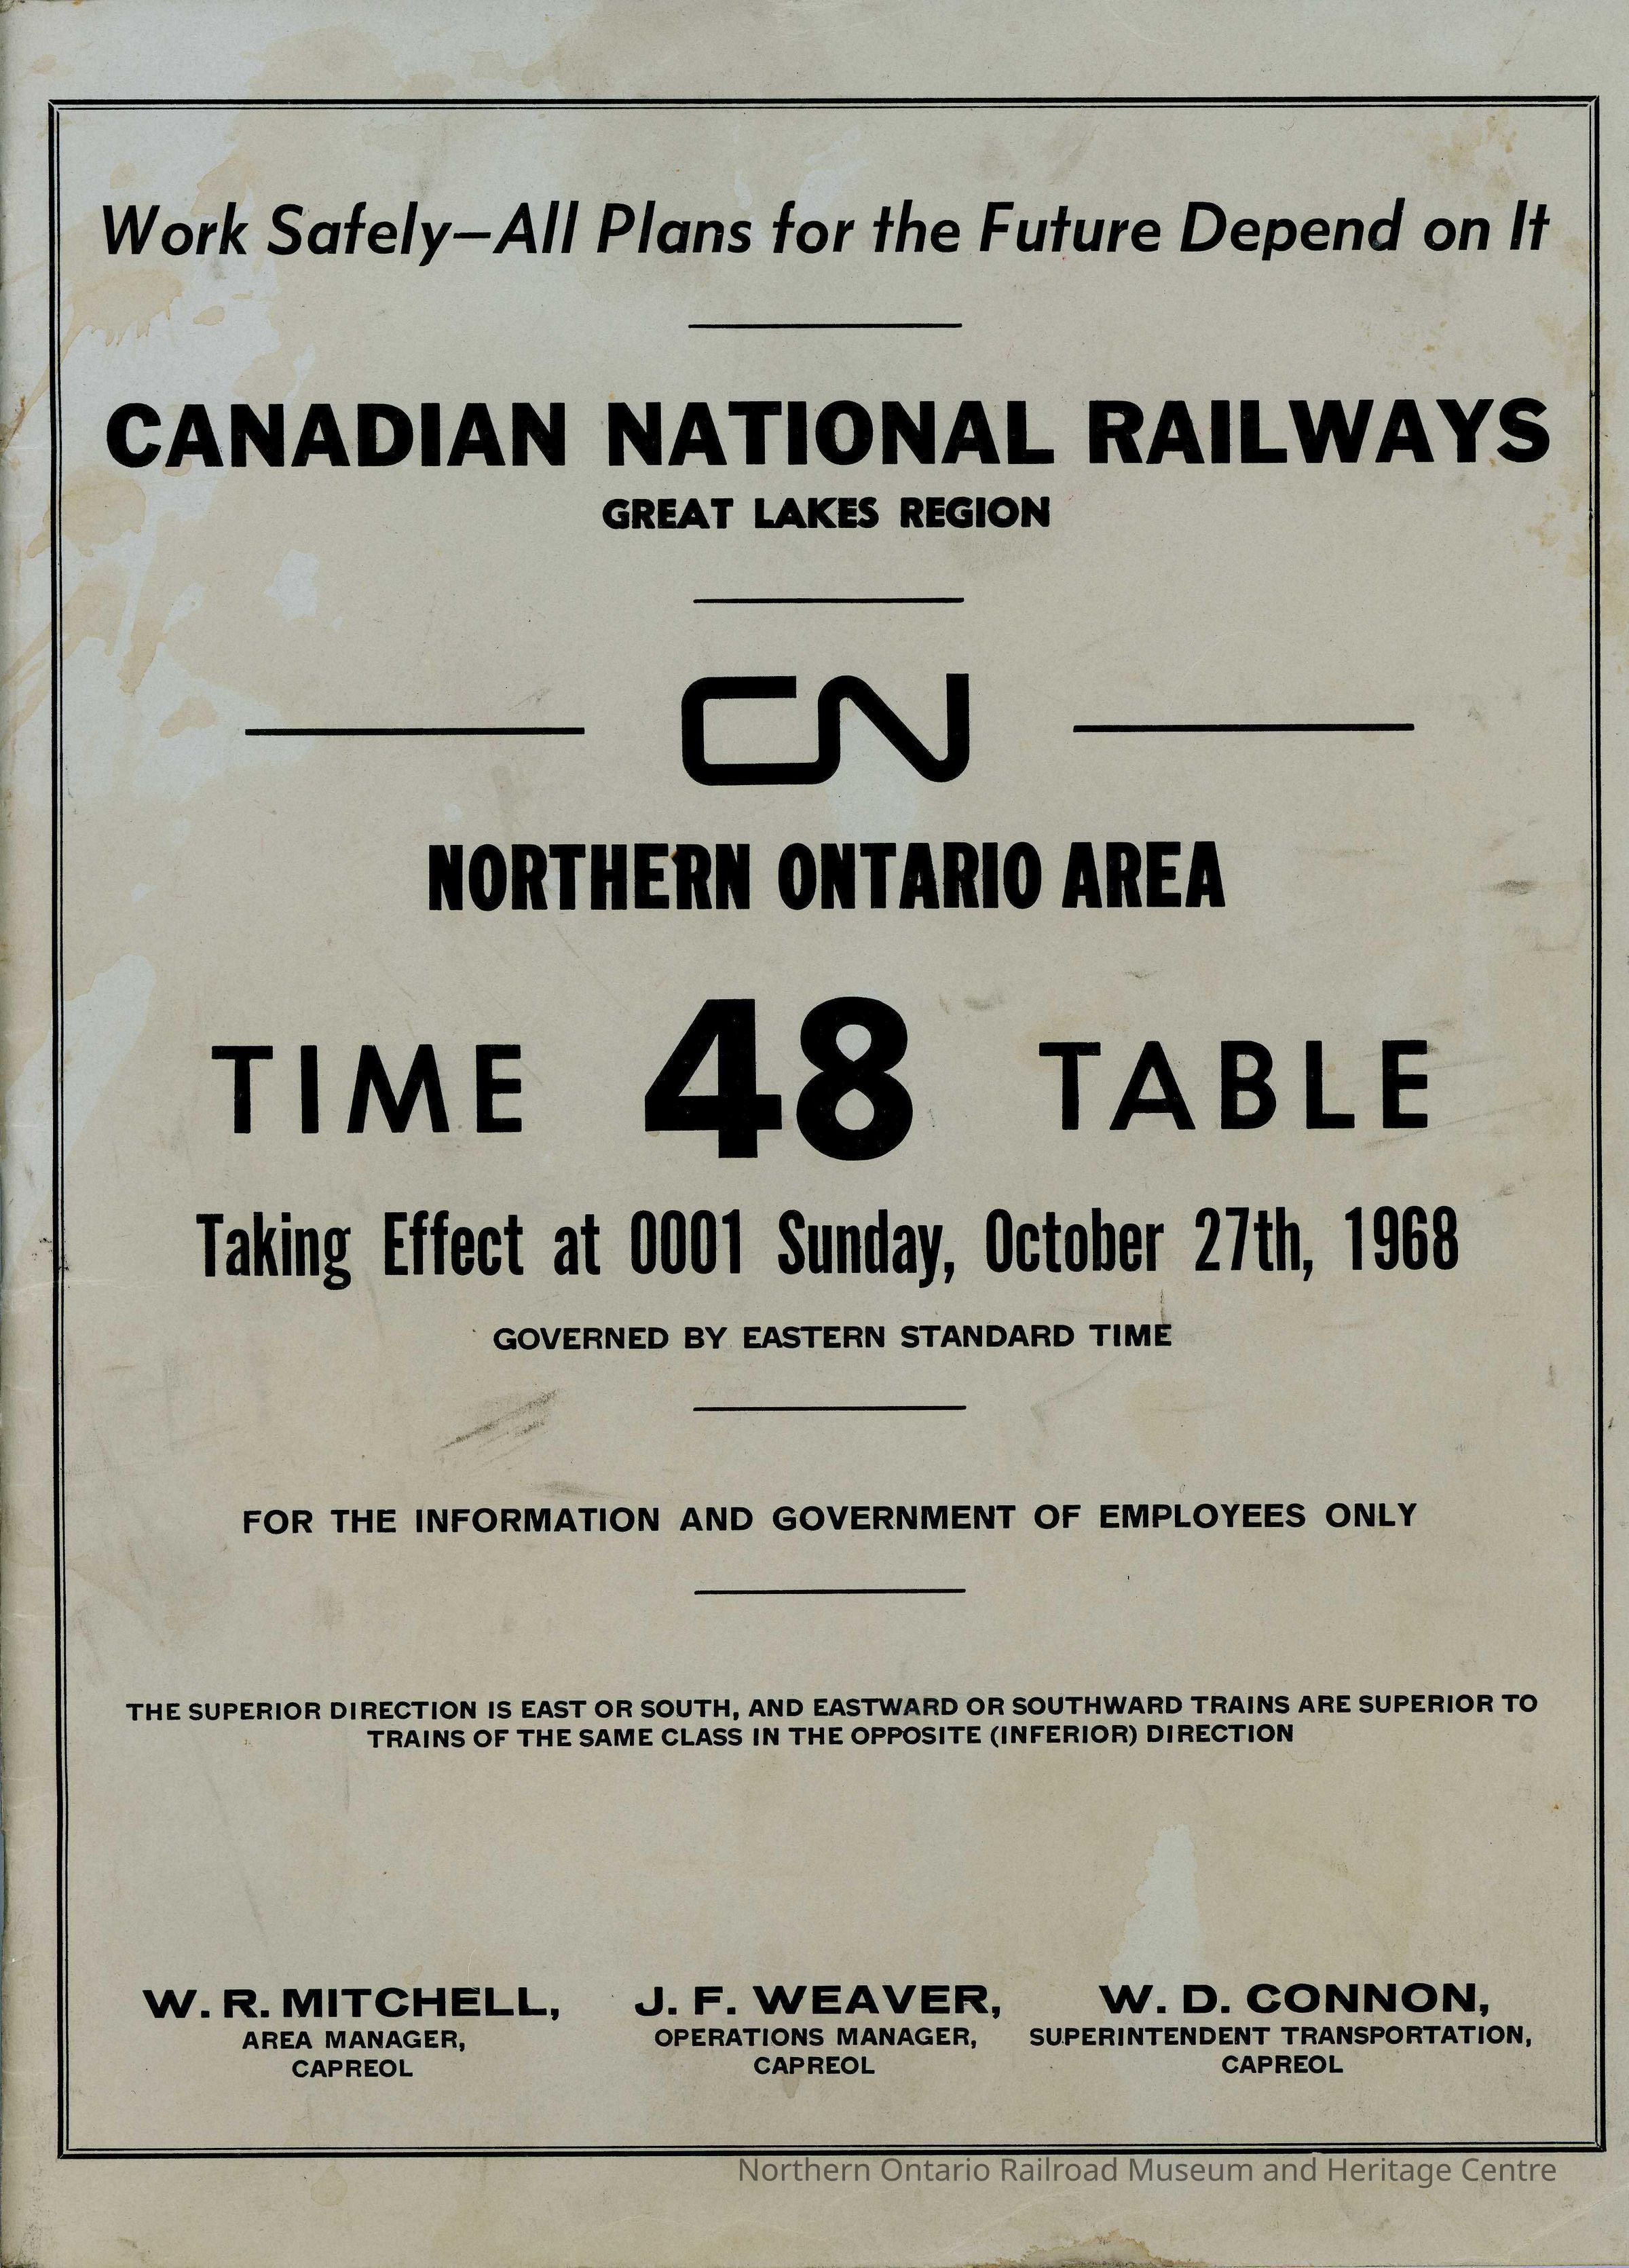 Work Safely—All Plans for the Future Depend on It
CANADIAN NATIONAL RAILWAYS
GREAT LAKES REGION
CN
NORTHERN ONTARIO AREA
TIME 48 TABLE
Taking Effect at 0001 Sunday, October 27th, 1968
GOVERNED BY EASTERN STANDARD TIME
FOR THE INFORMATION AND GOVERNMENT OF EMPLOYEES ONLY
THE SUPERIOR DIRECTION IS EAST OR SOUTH, AND EASTWARD OR SOUTHWARD TRAINS ARE SUPERIOR TO
TRAINS OF THE SAME CLASS IN THE OPPOSITE (INFERIOR) DIRECTION
W. R. MITCHELL,
AREA MANAGER,
CAPREOL
J. F. WEAVER,
OPERATIONS MANAGER,
CAPREOL
W. D. CONNON,
SUPERINTENDENT TRANSPORTATION,
CAPREOL
Northern Ontario Railroad Museum and Heritage Centre